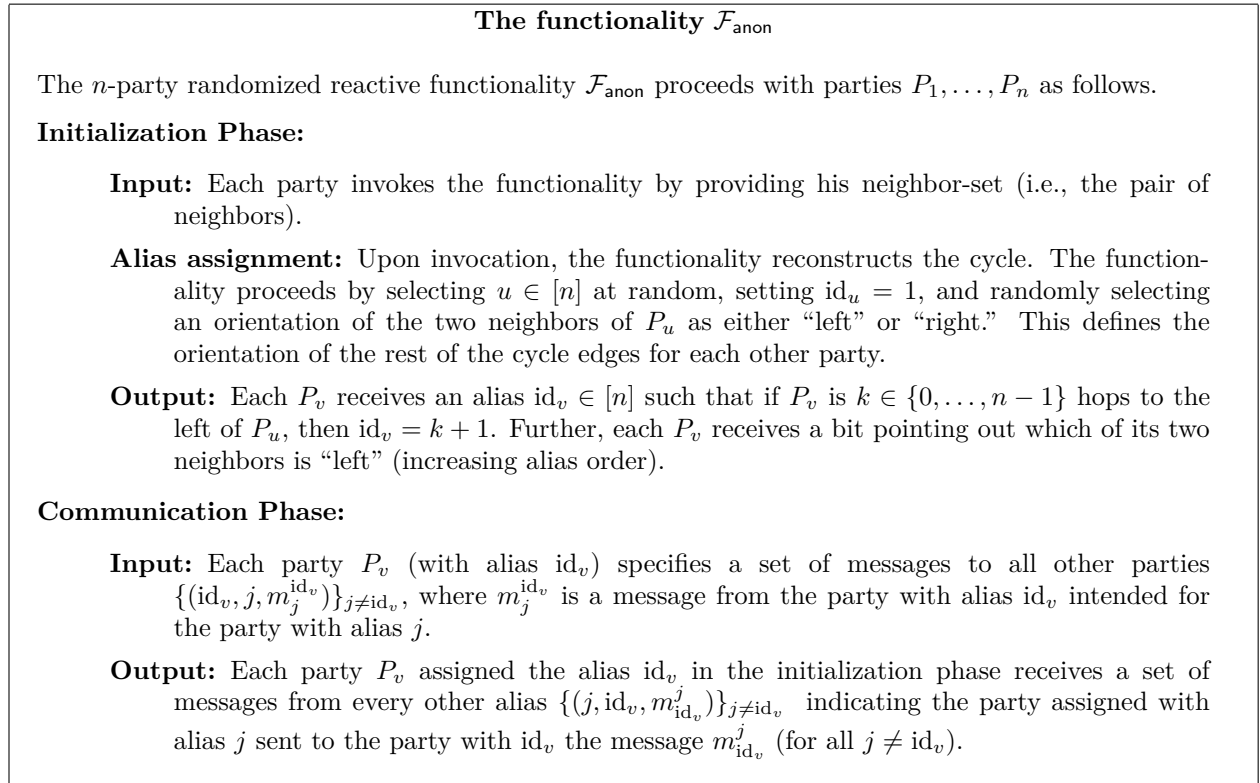 The functionality $\mathcal{F}_{\mathsf{anon}}$
The $n$-party randomized reactive functionality $\mathcal{F}_{\mathsf{anon}}$ proceeds with parties $P_1, \ldots, P_n$ as follows.
Initialization Phase:
Input: Each party invokes the functionality by providing his neighbor-set (i.e., the pair of
neighbors).
Alias assignment: Upon invocation, the functionality reconstructs the cycle. The function-
ality proceeds by selecting $u \in [n]$ at random, setting $\mathrm{id}_u = 1$, and randomly selecting
an orientation of the two neighbors of $P_u$ as either “left” or “right.” This defines the
orientation of the rest of the cycle edges for each other party.
Output: Each $P_v$ receives an alias $\mathrm{id}_v \in [n]$ such that if $P_v$ is $k \in \{0, \ldots, n-1\}$ hops to the
left of $P_u$, then $\mathrm{id}_v = k + 1$. Further, each $P_v$ receives a bit pointing out which of its two
neighbors is “left” (increasing alias order).
Communication Phase:
Input: Each party $P_v$ (with alias $\mathrm{id}_v$) specifies a set of messages to all other parties
$\{(\mathrm{id}_v, j, m_j^{\mathrm{id}_v})\}_{j \neq \mathrm{id}_v}$, where $m_j^{\mathrm{id}_v}$ is a message from the party with alias $\mathrm{id}_v$ intended for
the party with alias $j$.
Output: Each party $P_v$ assigned the alias $\mathrm{id}_v$ in the initialization phase receives a set of
messages from every other alias $\{(j, \mathrm{id}_v, m_{\mathrm{id}_v}^j)\}_{j \neq \mathrm{id}_v}$ indicating the party assigned with
alias $j$ sent to the party with $\mathrm{id}_v$ the message $m_{\mathrm{id}_v}^j$ (for all $j \neq \mathrm{id}_v$).